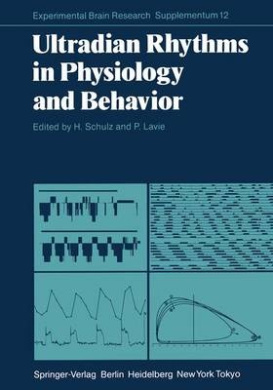 Experimental Brain Research Supplementum 12
Ultradian Rhythms
in Physiology
and Behavior
Edited by H. Schulz and P. Lavie
Springer-Verlag Berlin Heidelberg New York Tokyo